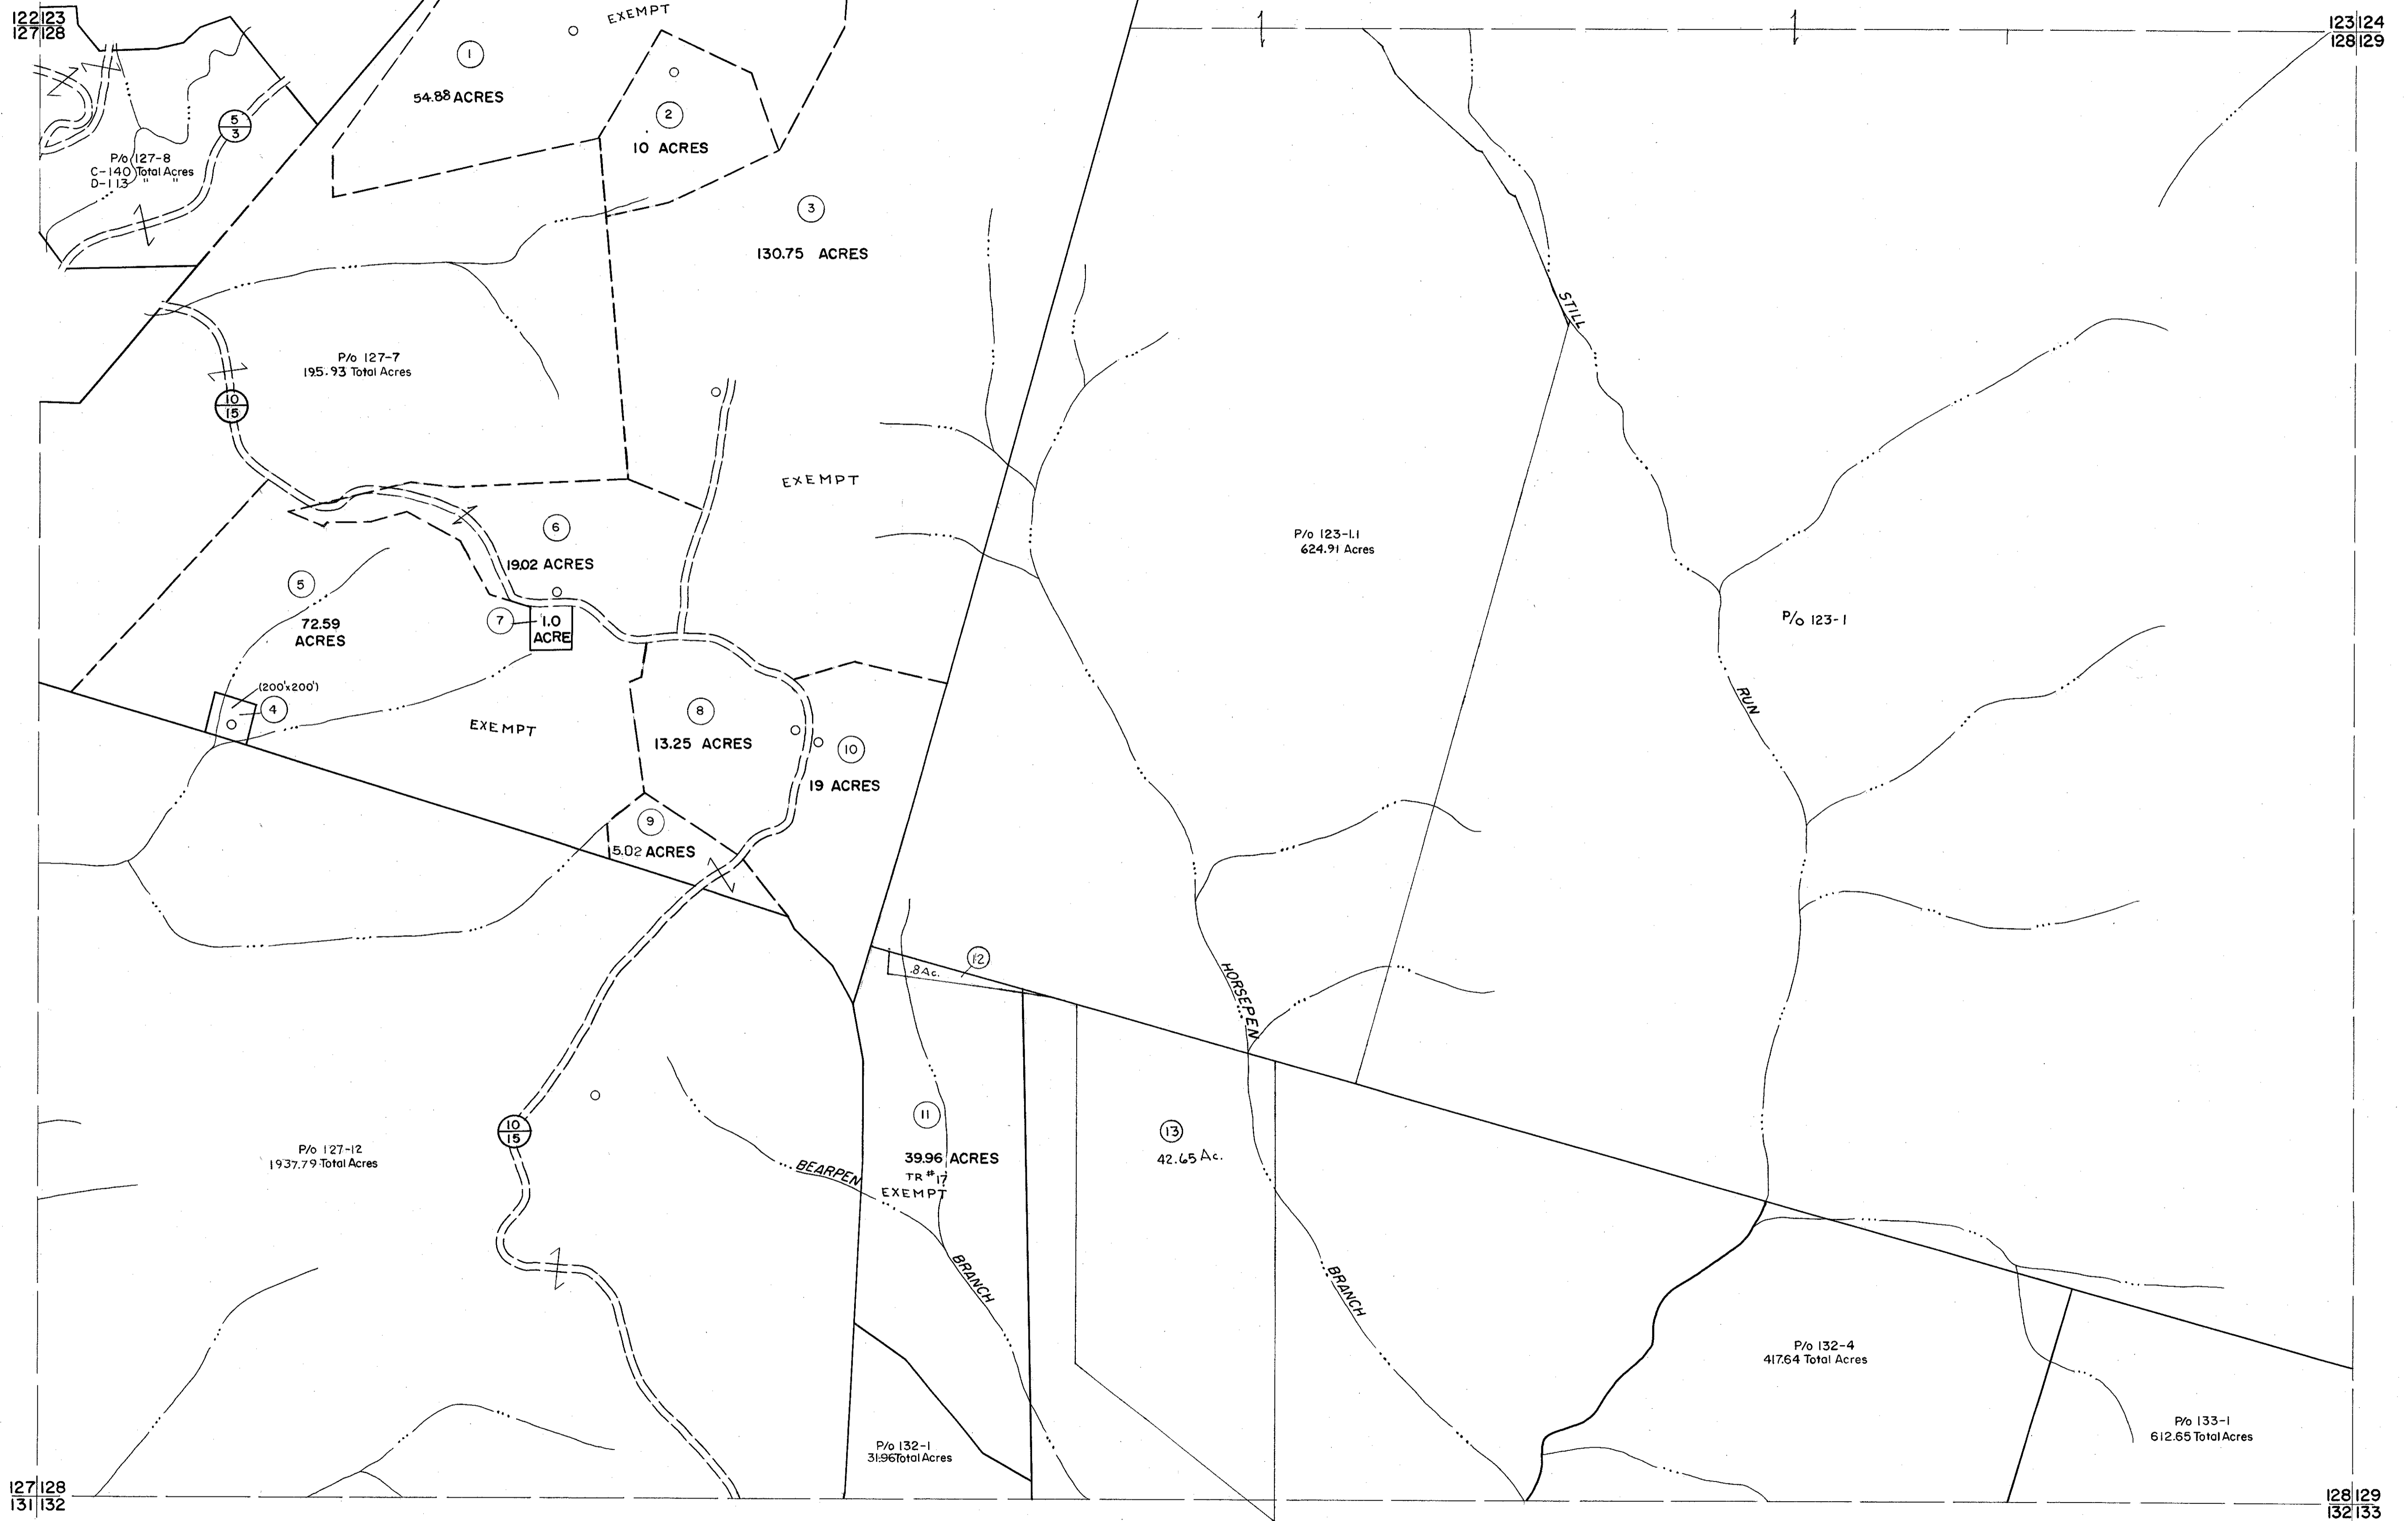 122 123
127 128
123 124
128 129
EXEMPT
1
54.88 ACRES
2
10 ACRES
5
3
P/o 127-8
C-140 Total Acres
D-113 " "
3
130.75 ACRES
STILL
P/o 127-7
195.93 Total Acres
10
15
EXEMPT
6
19.02 ACRES
P/o 123-1.1
624.91 Acres
5
72.59
ACRES
7
1.0
ACRE
P/o 123-1
(200'x200')
4
EXEMPT
8
13.25 ACRES
10
19 ACRES
RUN
9
5.02 ACRES
12
.8 Ac.
HORSEPEN
11
39.96 ACRES
TR #17
EXEMPT
13
42.65 Ac.
10
15
P/o 127-12
1937.79 Total Acres
BEARPEN
BRANCH
BRANCH
P/o 132-4
417.64 Total Acres
P/o 132-1
31.96 Total Acres
P/o 133-1
612.65 Total Acres
127 128
131 132
128 129
132 133